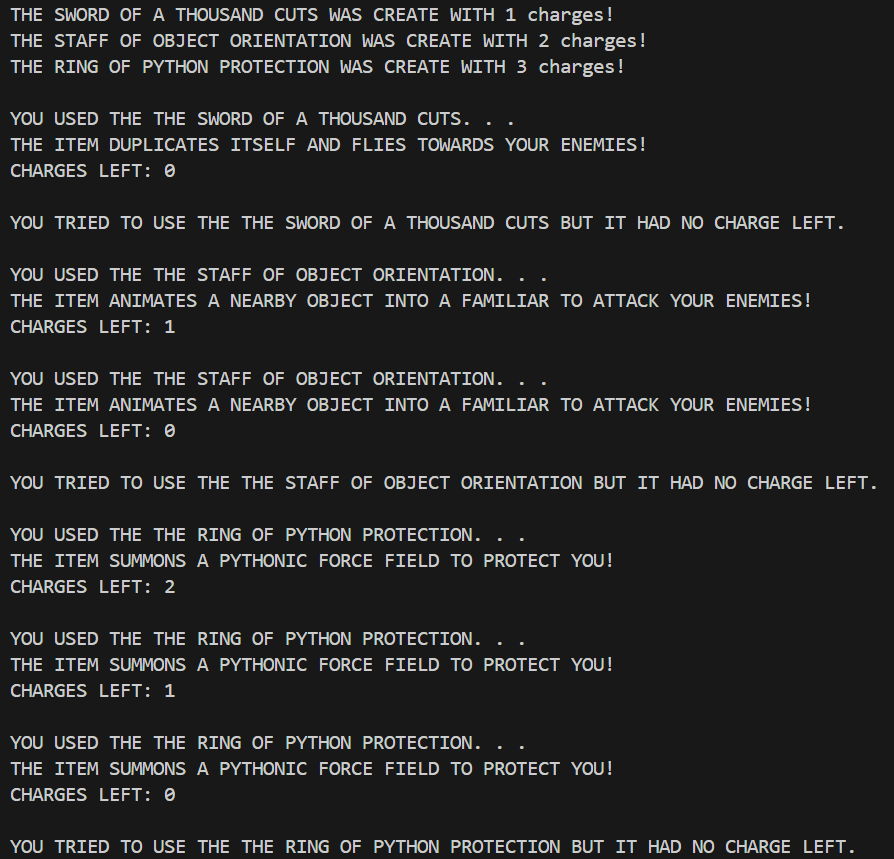 THE SWORD OF A THOUSAND CUTS WAS CREATE WITH 1 charges!
THE STAFF OF OBJECT ORIENTATION WAS CREATE WITH 2 charges!
THE RING OF PYTHON PROTECTION WAS CREATE WITH 3 charges!
YOU USED THE THE SWORD OF A THOUSAND CUTS. . .
THE ITEM DUPLICATES ITSELF AND FLIES TOWARDS YOUR ENEMIES!
CHARGES LEFT: 0
YOU TRIED TO USE THE THE SWORD OF A THOUSAND CUTS BUT IT HAD NO CHARGE LEFT.
YOU USED THE THE STAFF OF OBJECT ORIENTATION. . .
THE ITEM ANIMATES A NEARBY OBJECT INTO A FAMILIAR TO ATTACK YOUR ENEMIES!
CHARGES LEFT: 1
YOU USED THE THE STAFF OF OBJECT ORIENTATION. . .
THE ITEM ANIMATES A NEARBY OBJECT INTO A FAMILIAR TO ATTACK YOUR ENEMIES!
CHARGES LEFT: 0
YOU TRIED TO USE THE THE STAFF OF OBJECT ORIENTATION BUT IT HAD NO CHARGE LEFT.
YOU USED THE THE RING OF PYTHON PROTECTION. . .
THE ITEM SUMMONS A PYTHONIC FORCE FIELD TO PROTECT YOU!
CHARGES LEFT: 2
YOU USED THE THE RING OF PYTHON PROTECTION. . .
THE ITEM SUMMONS A PYTHONIC FORCE FIELD TO PROTECT YOU!
CHARGES LEFT: 1
YOU USED THE THE RING OF PYTHON PROTECTION. . .
THE ITEM SUMMONS A PYTHONIC FORCE FIELD TO PROTECT YOU!
CHARGES LEFT: 0
YOU TRIED TO USE THE THE RING OF PYTHON PROTECTION BUT IT HAD NO CHARGE LEFT.